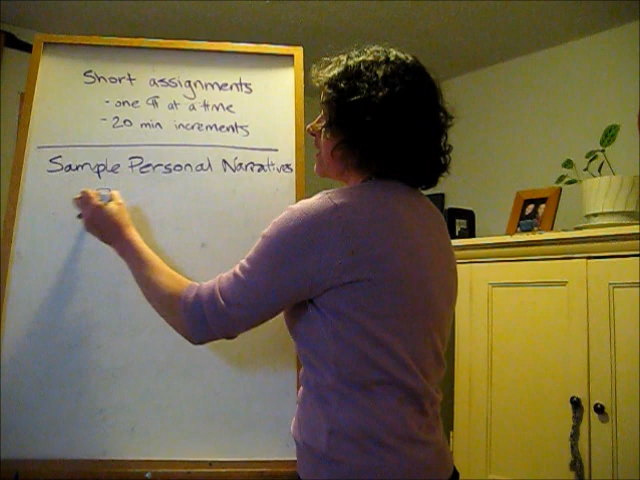 Short assignments
- one ¶ at a time
- 20 min increments
Sample Personal Narratives